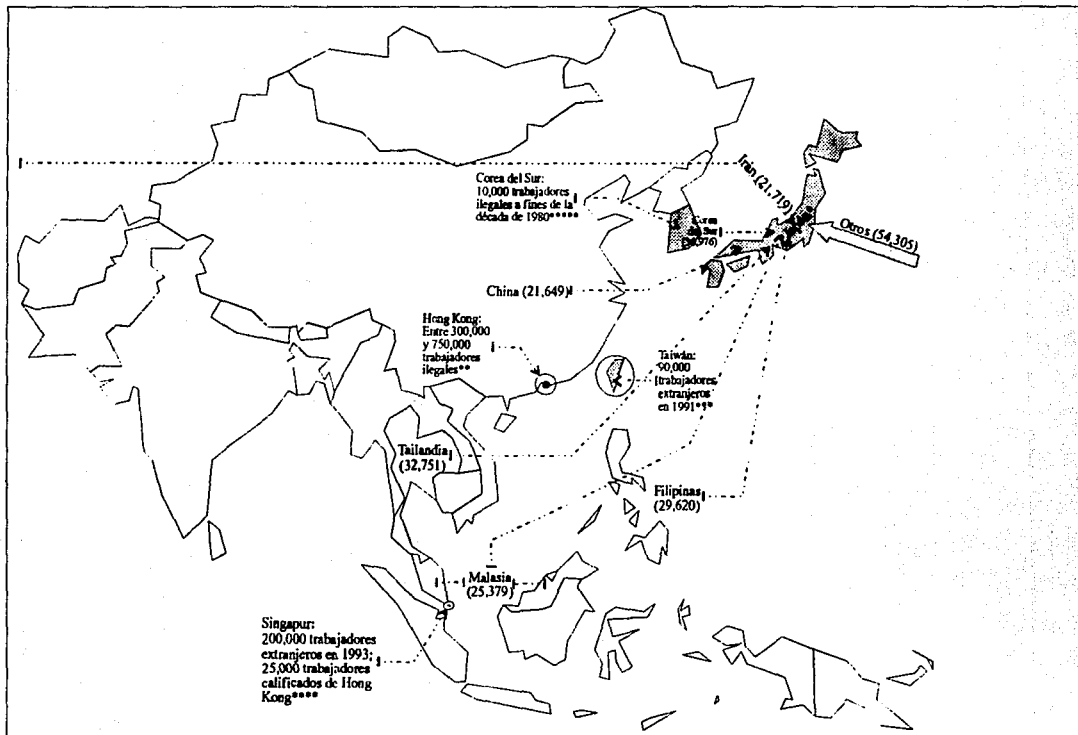 Corea del Sur:
10,000 trabajadores
ilegales a fines de la
década de 1980*****
Irán (21,719)
Corea
del Sur
Otros (54,305)
China (21,649)
Hong Kong:
Entre 300,000
y 750,000
trabajadores
ilegales**
Taiwán:
90,000
trabajadores
extranjeros
en 1991***
Tailandia
(32,751)
Filipinas
(29,620)
Malasia
(25,379)
Singapur:
200,000 trabajadores
extranjeros en 1993;
25,000 trabajadores
calificados de Hong
Kong****